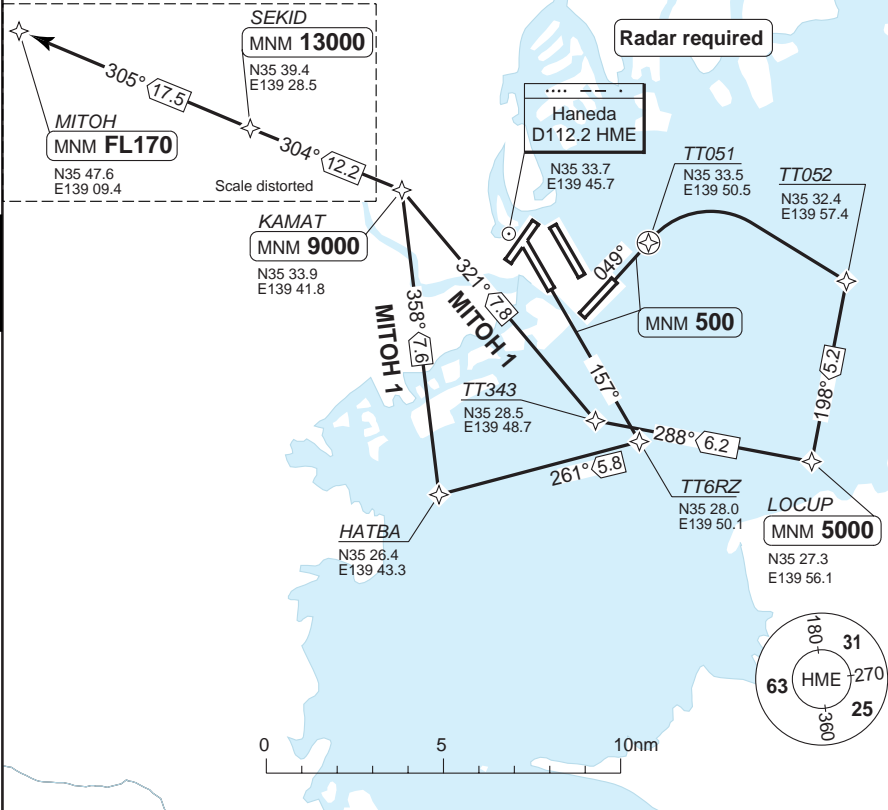 SEKID
MNM 13000
N35 39.4
E139 28.5
305°
17.5
MITOH
MNM FL170
N35 47.6
E139 09.4
304°
12.2
Scale distorted
Radar required
Haneda
D112.2 HME
N35 33.7
E139 45.7
TT051
N35 33.5
E139 50.5
TT052
N35 32.4
E139 57.4
KAMAT
MNM 9000
N35 33.9
E139 41.8
049°
321°
7.8
MITOH 1
358°
7.6
MITOH 1
MNM 500
157°
198°
5.2
TT343
N35 28.5
E139 48.7
288°
6.2
261°
5.8
TT6RZ
N35 28.0
E139 50.1
LOCUP
MNM 5000
N35 27.3
E139 56.1
HATBA
N35 26.4
E139 43.3
180
31
63
HME
270
25
360
0
5
10nm